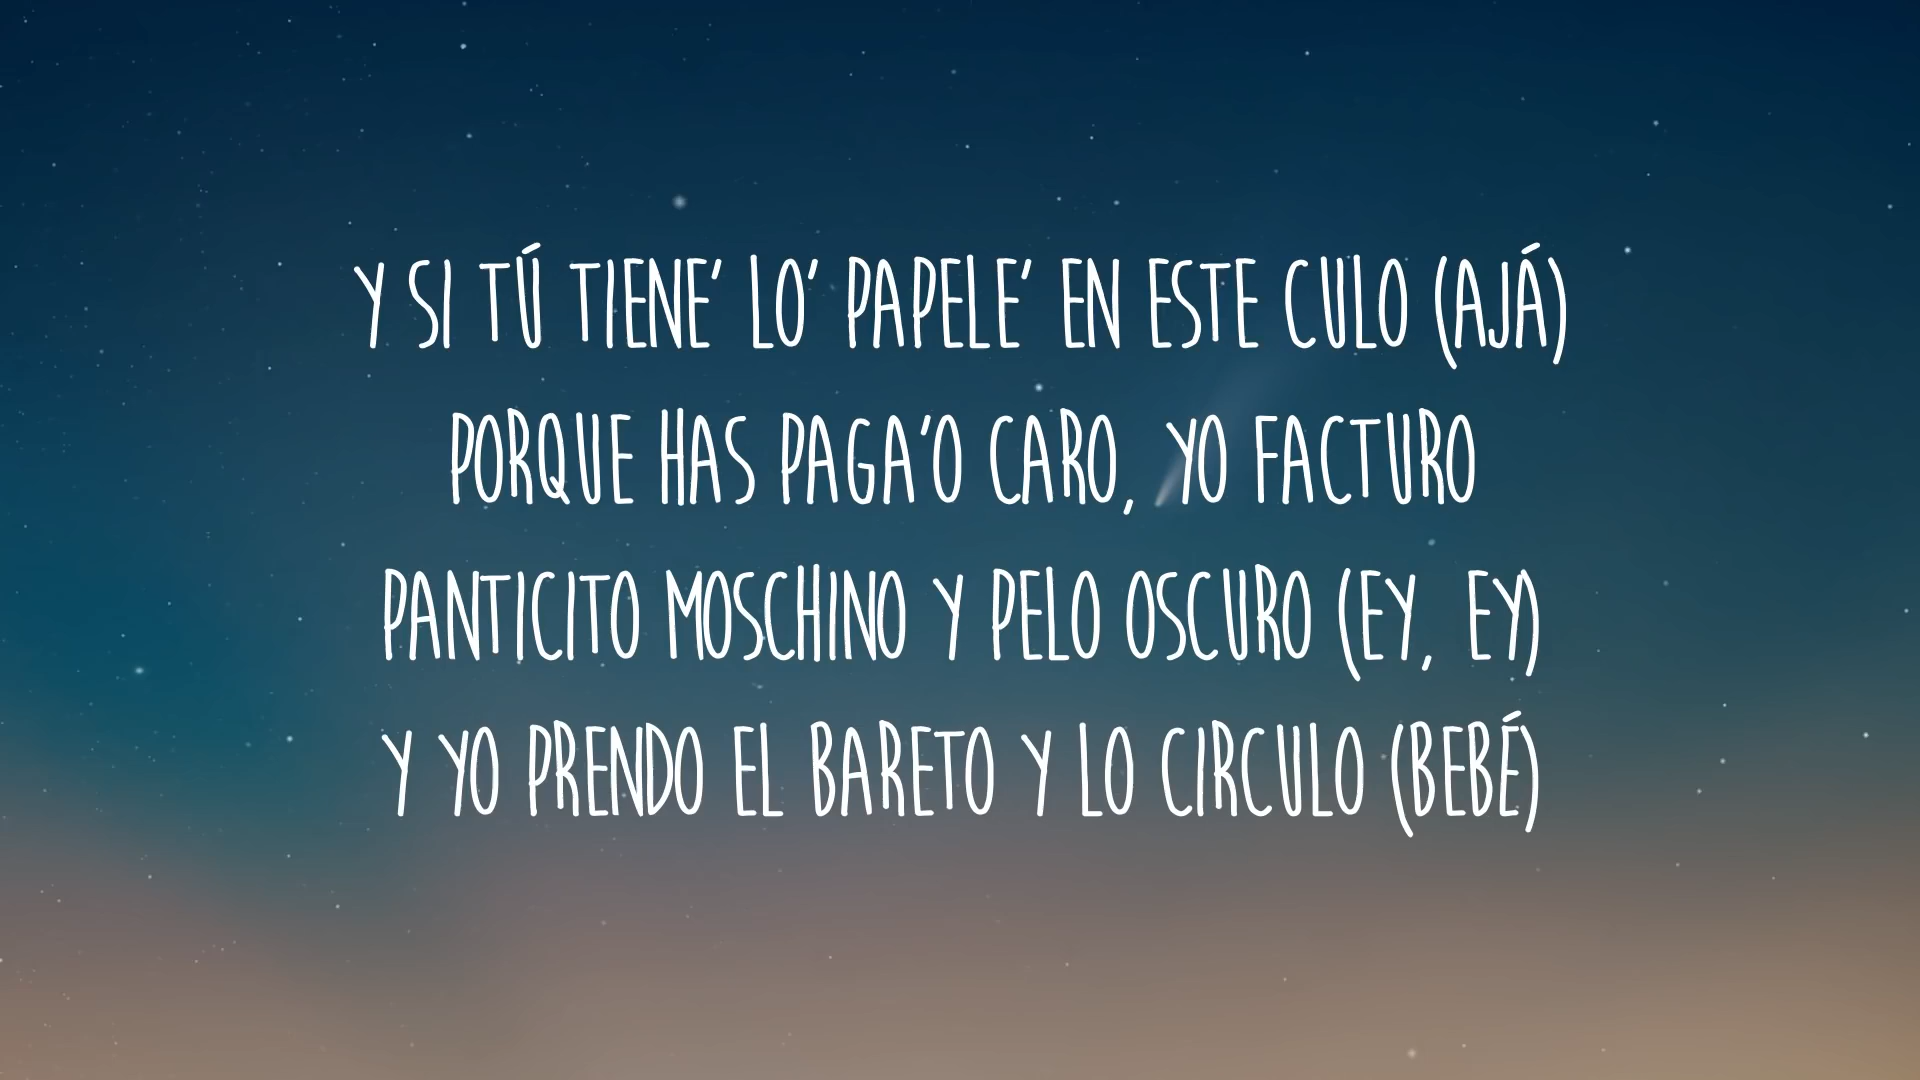 Y SI TÚ TIENE' LO' PAPELE' EN ESTE CULO (AJÁ)
PORQUE HAS PAGA'O CARO, YO FACTURO
PANTICITO MOSCHINO Y PELO OSCURO (EY, EY)
Y YO PRENDO EL BARETO Y LO CIRCULO (BEBÉ)